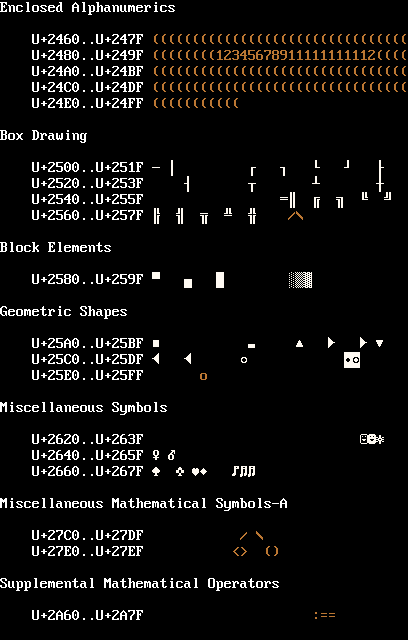 Enclosed Alphanumerics
U+2460..U+247F ((((((((((((((((((((((((((((((((
U+2480..U+249F ((((((((12345678911111111112((((
U+24A0..U+24BF ((((((((((((((((((((((((((((((((
U+24C0..U+24DF ((((((((((((((((((((((((((((((((
U+24E0..U+24FF (((((((((((
Box Drawing
U+2500..U+251F ─ │ ┌ ┐ └ ┘ ├
U+2520..U+253F ┤ ┬ ┴ ┼
U+2540..U+255F ═║ ╔ ╗ ╚ ╝
U+2560..U+257F ╠ ╣ ╦ ╩ ╬ /\
Block Elements
U+2580..U+259F ▀ ▄ █ ░▒▓
Geometric Shapes
U+25A0..U+25BF ■ ▬ ▲ ► ► ▼
U+25C0..U+25DF ◄ ◄ ○ ◘◙
U+25E0..U+25FF o
Miscellaneous Symbols
U+2620..U+263F ☺☻☼
U+2640..U+265F ♀ ♂
U+2660..U+267F ♠ ♣ ♥♦ ♪♫♫
Miscellaneous Mathematical Symbols-A
U+27C0..U+27DF / \
U+27E0..U+27EF <> ()
Supplemental Mathematical Operators
U+2A60..U+2A7F :==